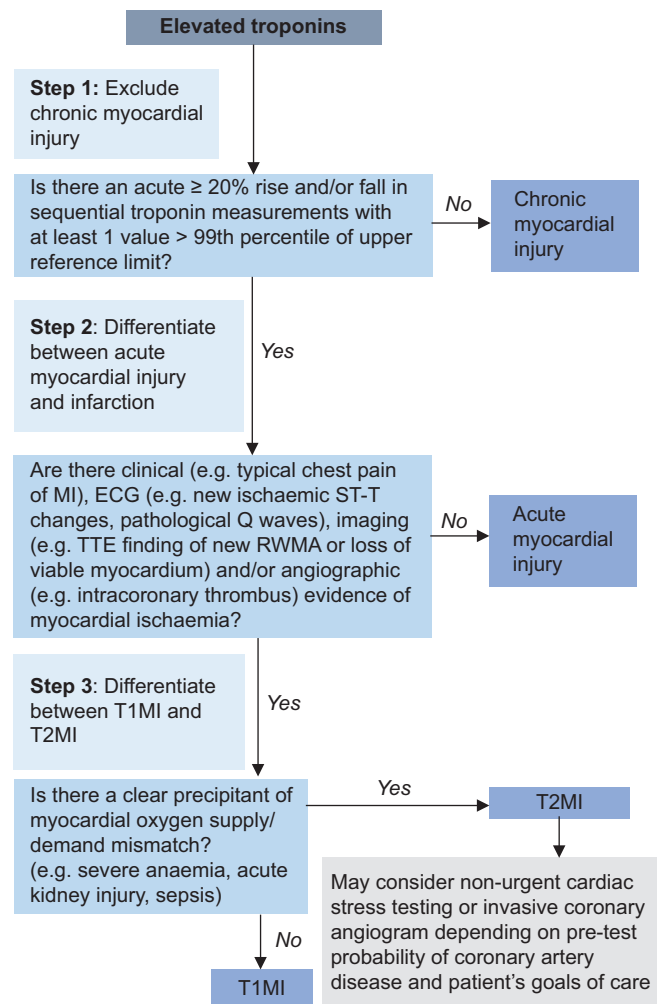 Elevated troponins
Step 1: Exclude
chronic myocardial
injury
Is there an acute ≥ 20% rise and/or fall in
sequential troponin measurements with
at least 1 value > 99th percentile of upper
reference limit?
No
Chronic
myocardial
injury
Step 2: Differentiate
between acute
myocardial injury
and infarction
Yes
Are there clinical (e.g. typical chest pain
of MI), ECG (e.g. new ischaemic ST-T
changes, pathological Q waves), imaging
(e.g. TTE finding of new RWMA or loss of
viable myocardium) and/or angiographic
(e.g. intracoronary thrombus) evidence of
myocardial ischaemia?
No
Acute
myocardial
injury
Step 3: Differentiate
between T1MI and
T2MI
Yes
Is there a clear precipitant of
myocardial oxygen supply/
demand mismatch?
(e.g. severe anaemia, acute
kidney injury, sepsis)
Yes
T2MI
May consider non-urgent cardiac
stress testing or invasive coronary
angiogram depending on pre-test
probability of coronary artery
disease and patient's goals of care
No
T1MI